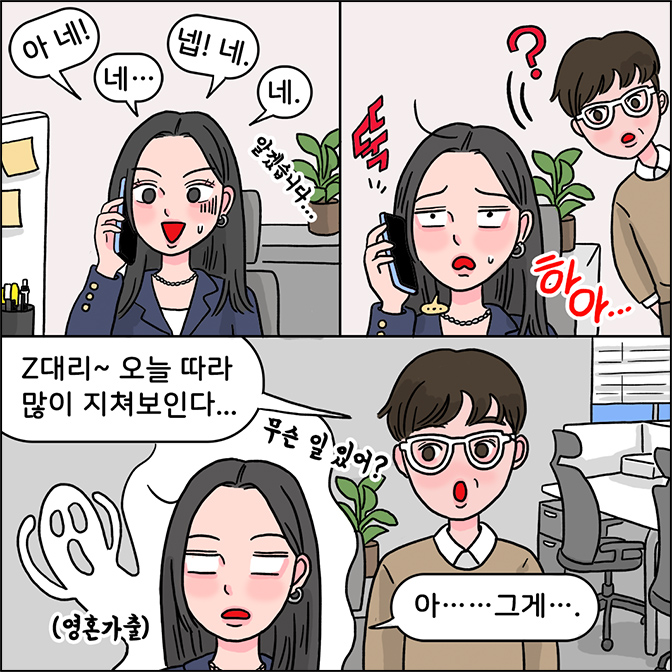 아 네!
네…
넵! 네.
네.
알겠습니다...
뚝
?
하아...
Z대리~ 오늘 따라
많이 지쳐보인다...
무슨 일 있어?
(영혼가출)
아……그게….